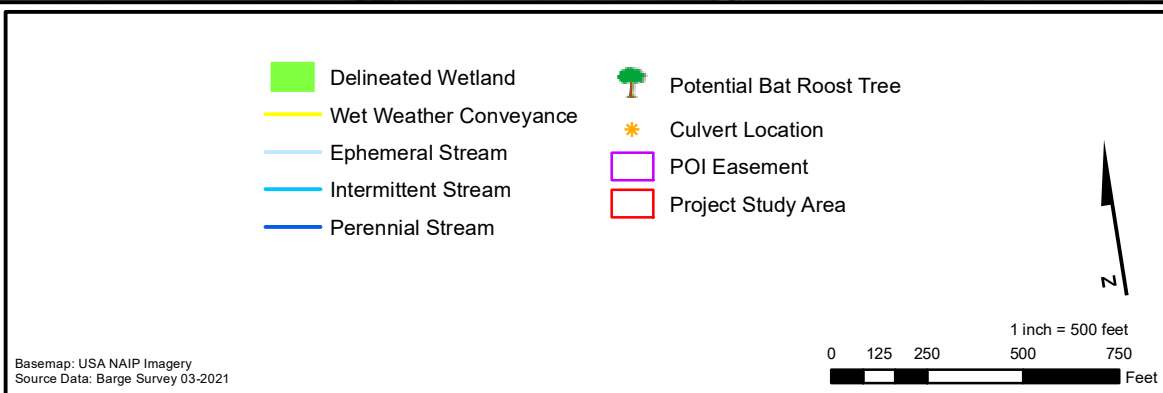 Delineated Wetland
Wet Weather Conveyance
Ephemeral Stream
Intermittent Stream
Perennial Stream
Potential Bat Roost Tree
Culvert Location
POI Easement
Project Study Area
N
1 inch = 500 feet
0 125 250 500 750
Feet
Basemap: USA NAIP Imagery
Source Data: Barge Survey 03-2021